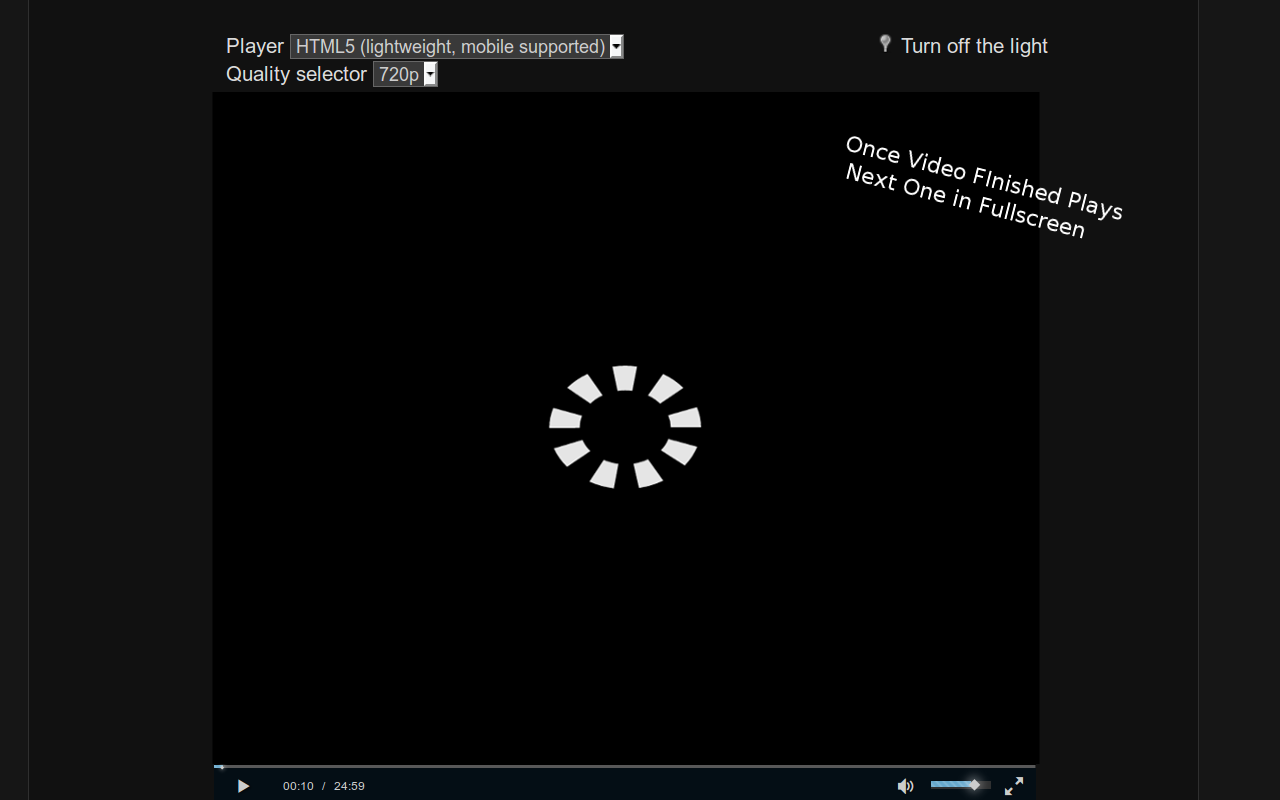 Player HTML5 (lightweight, mobile supported)
Turn off the light
Quality selector 720p
Once Video FInished Plays
Next One in Fullscreen
00:10 / 24:59